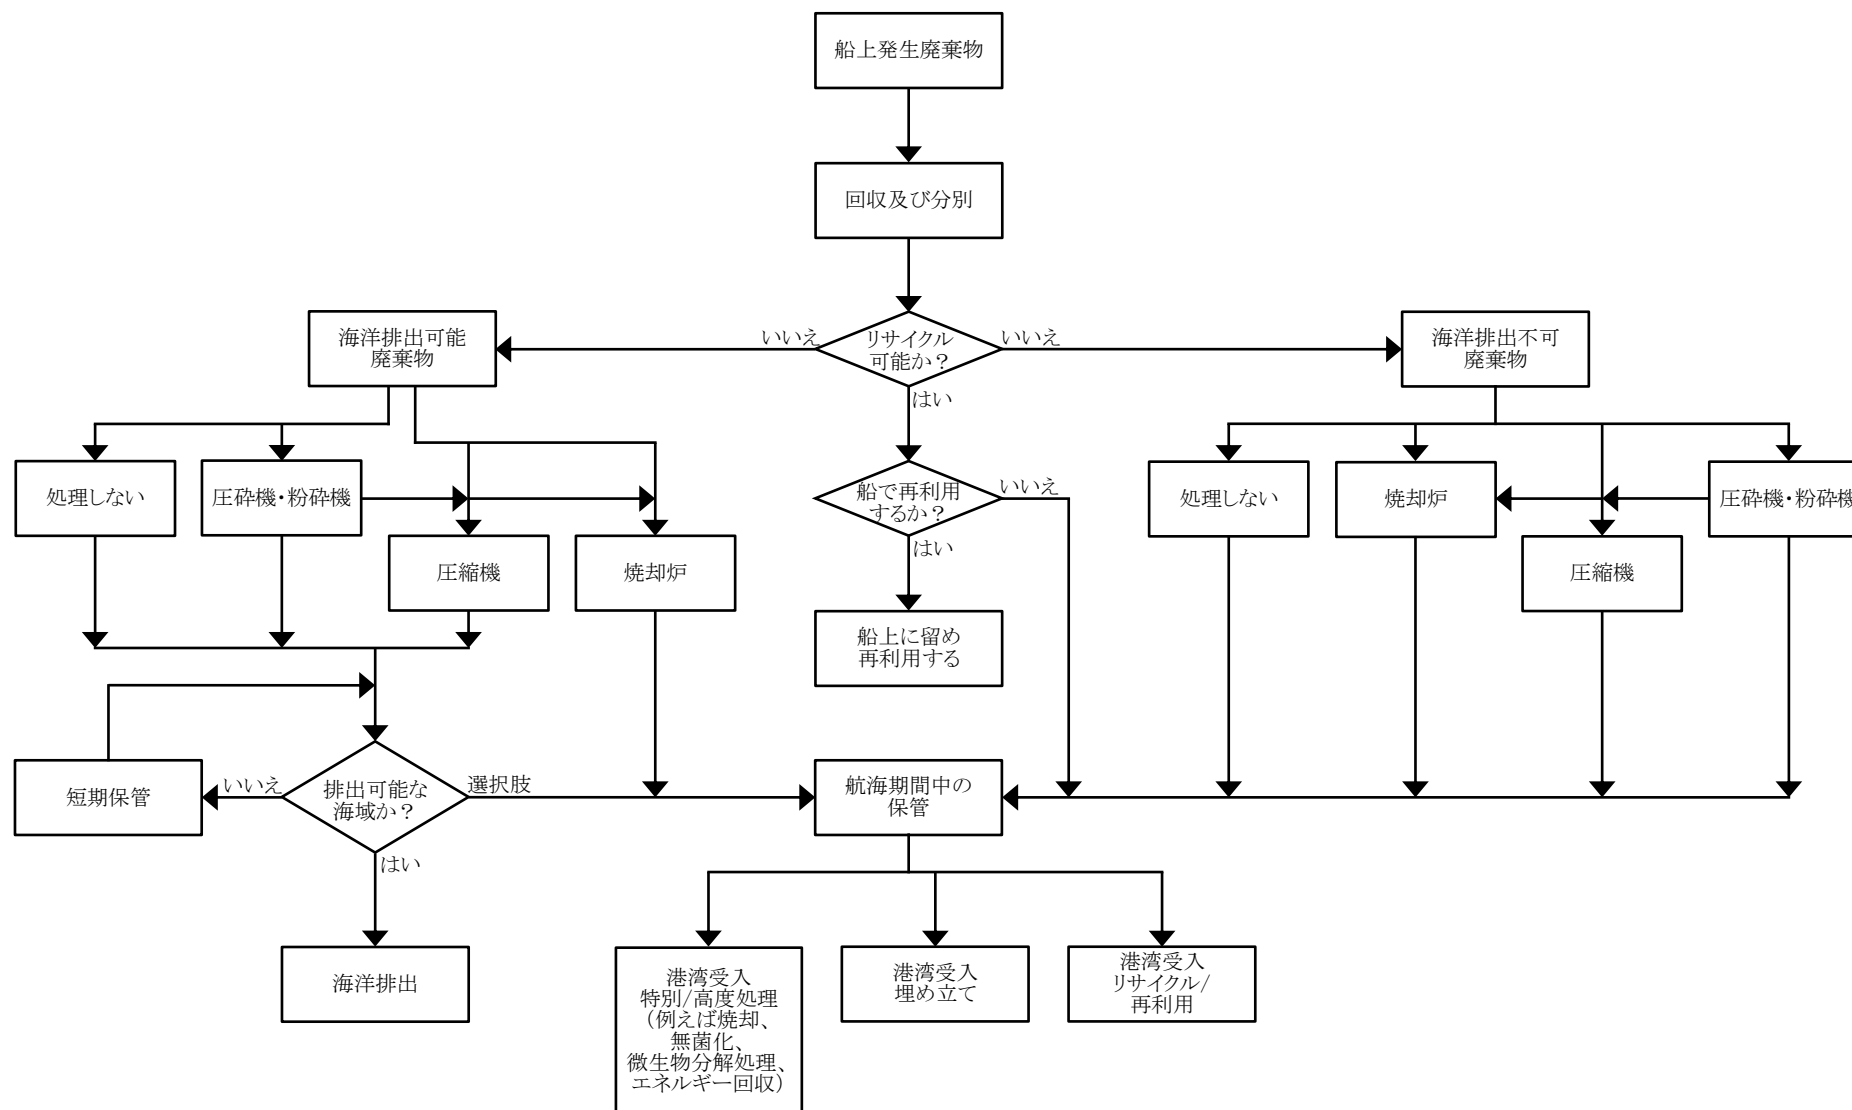 船上発生廃棄物
回収及び分別
海洋排出可能
廃棄物
いいえ
リサイクル
可能か？
いいえ
海洋排出不可
廃棄物
はい
処理しない
圧砕機・粉砕機
船で再利用
するか？
いいえ
処理しない
焼却炉
圧砕機・粉砕機
はい
圧縮機
焼却炉
圧縮機
船上に留め
再利用する
短期保管
いいえ
排出可能な
海域か？
選択肢
航海期間中の
保管
はい
海洋排出
港湾受入
特別/高度処理
（例えば焼却、
無菌化、
微生物分解処理、
エネルギー回収）
港湾受入
埋め立て
港湾受入
リサイクル/
再利用